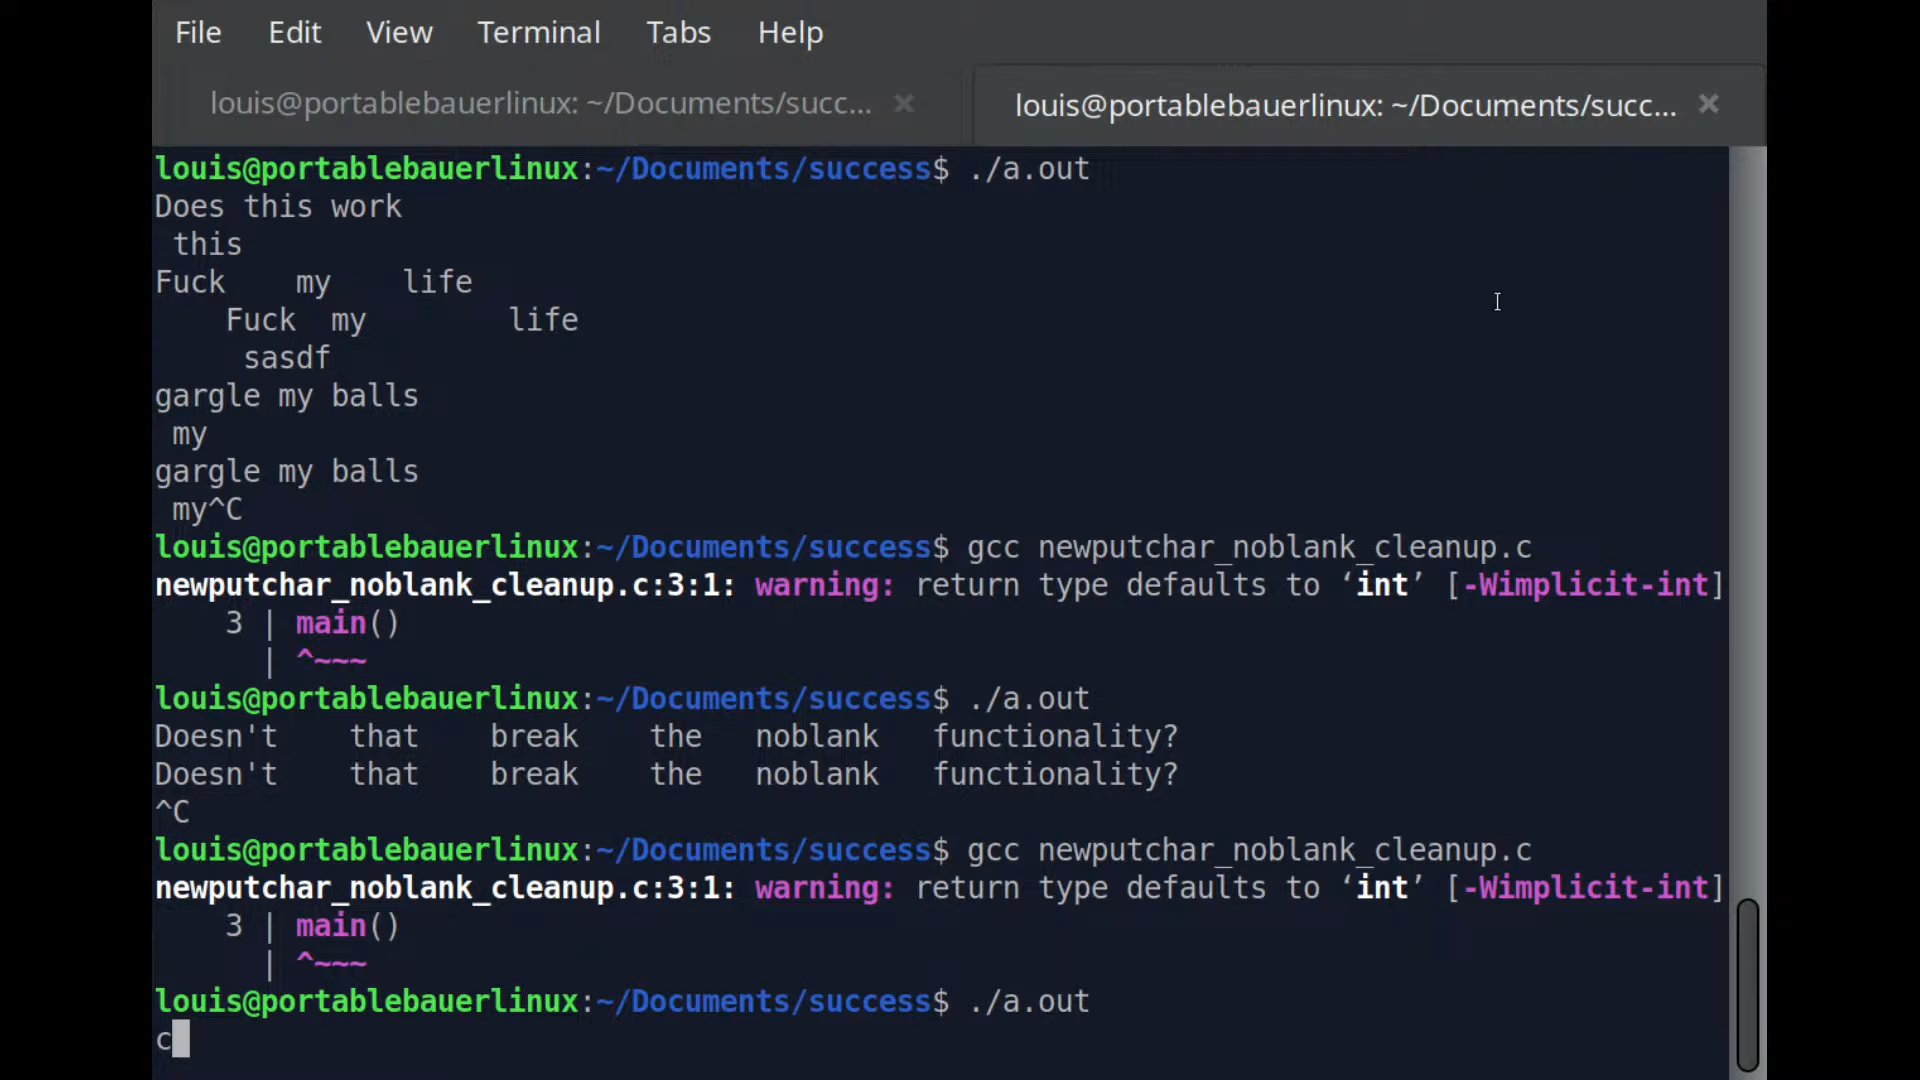 File Edit View Terminal Tabs Help
louis@portablebauerlinux: ~/Documents/succ... × louis@portablebauerlinux: ~/Documents/succ... ×
louis@portablebauerlinux:~/Documents/success$ ./a.out
Does this work
 this
Fuck    my    life
    Fuck  my        life
     sasdf
gargle my balls
 my
gargle my balls
 my^C
louis@portablebauerlinux:~/Documents/success$ gcc newputchar_noblank_cleanup.c
newputchar_noblank_cleanup.c:3:1: warning: return type defaults to ‘int’ [-Wimplicit-int]
    3 | main()
      | ^~~~
louis@portablebauerlinux:~/Documents/success$ ./a.out
Doesn't    that    break    the   noblank   functionality?
Doesn't    that    break    the   noblank   functionality?
^C
louis@portablebauerlinux:~/Documents/success$ gcc newputchar_noblank_cleanup.c
newputchar_noblank_cleanup.c:3:1: warning: return type defaults to ‘int’ [-Wimplicit-int]
    3 | main()
      | ^~~~
louis@portablebauerlinux:~/Documents/success$ ./a.out
c